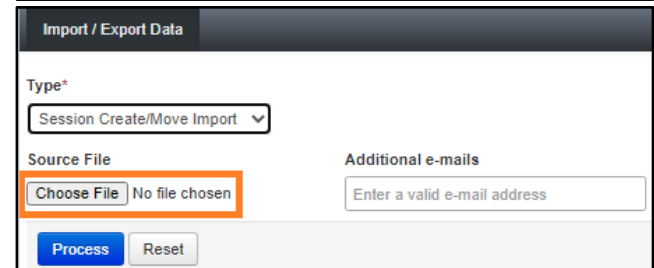 Import / Export Data
Type*
Session Create/Move Import
Source File Additional e-mails
Choose File No file chosen Enter a valid e-mail address
Process Reset